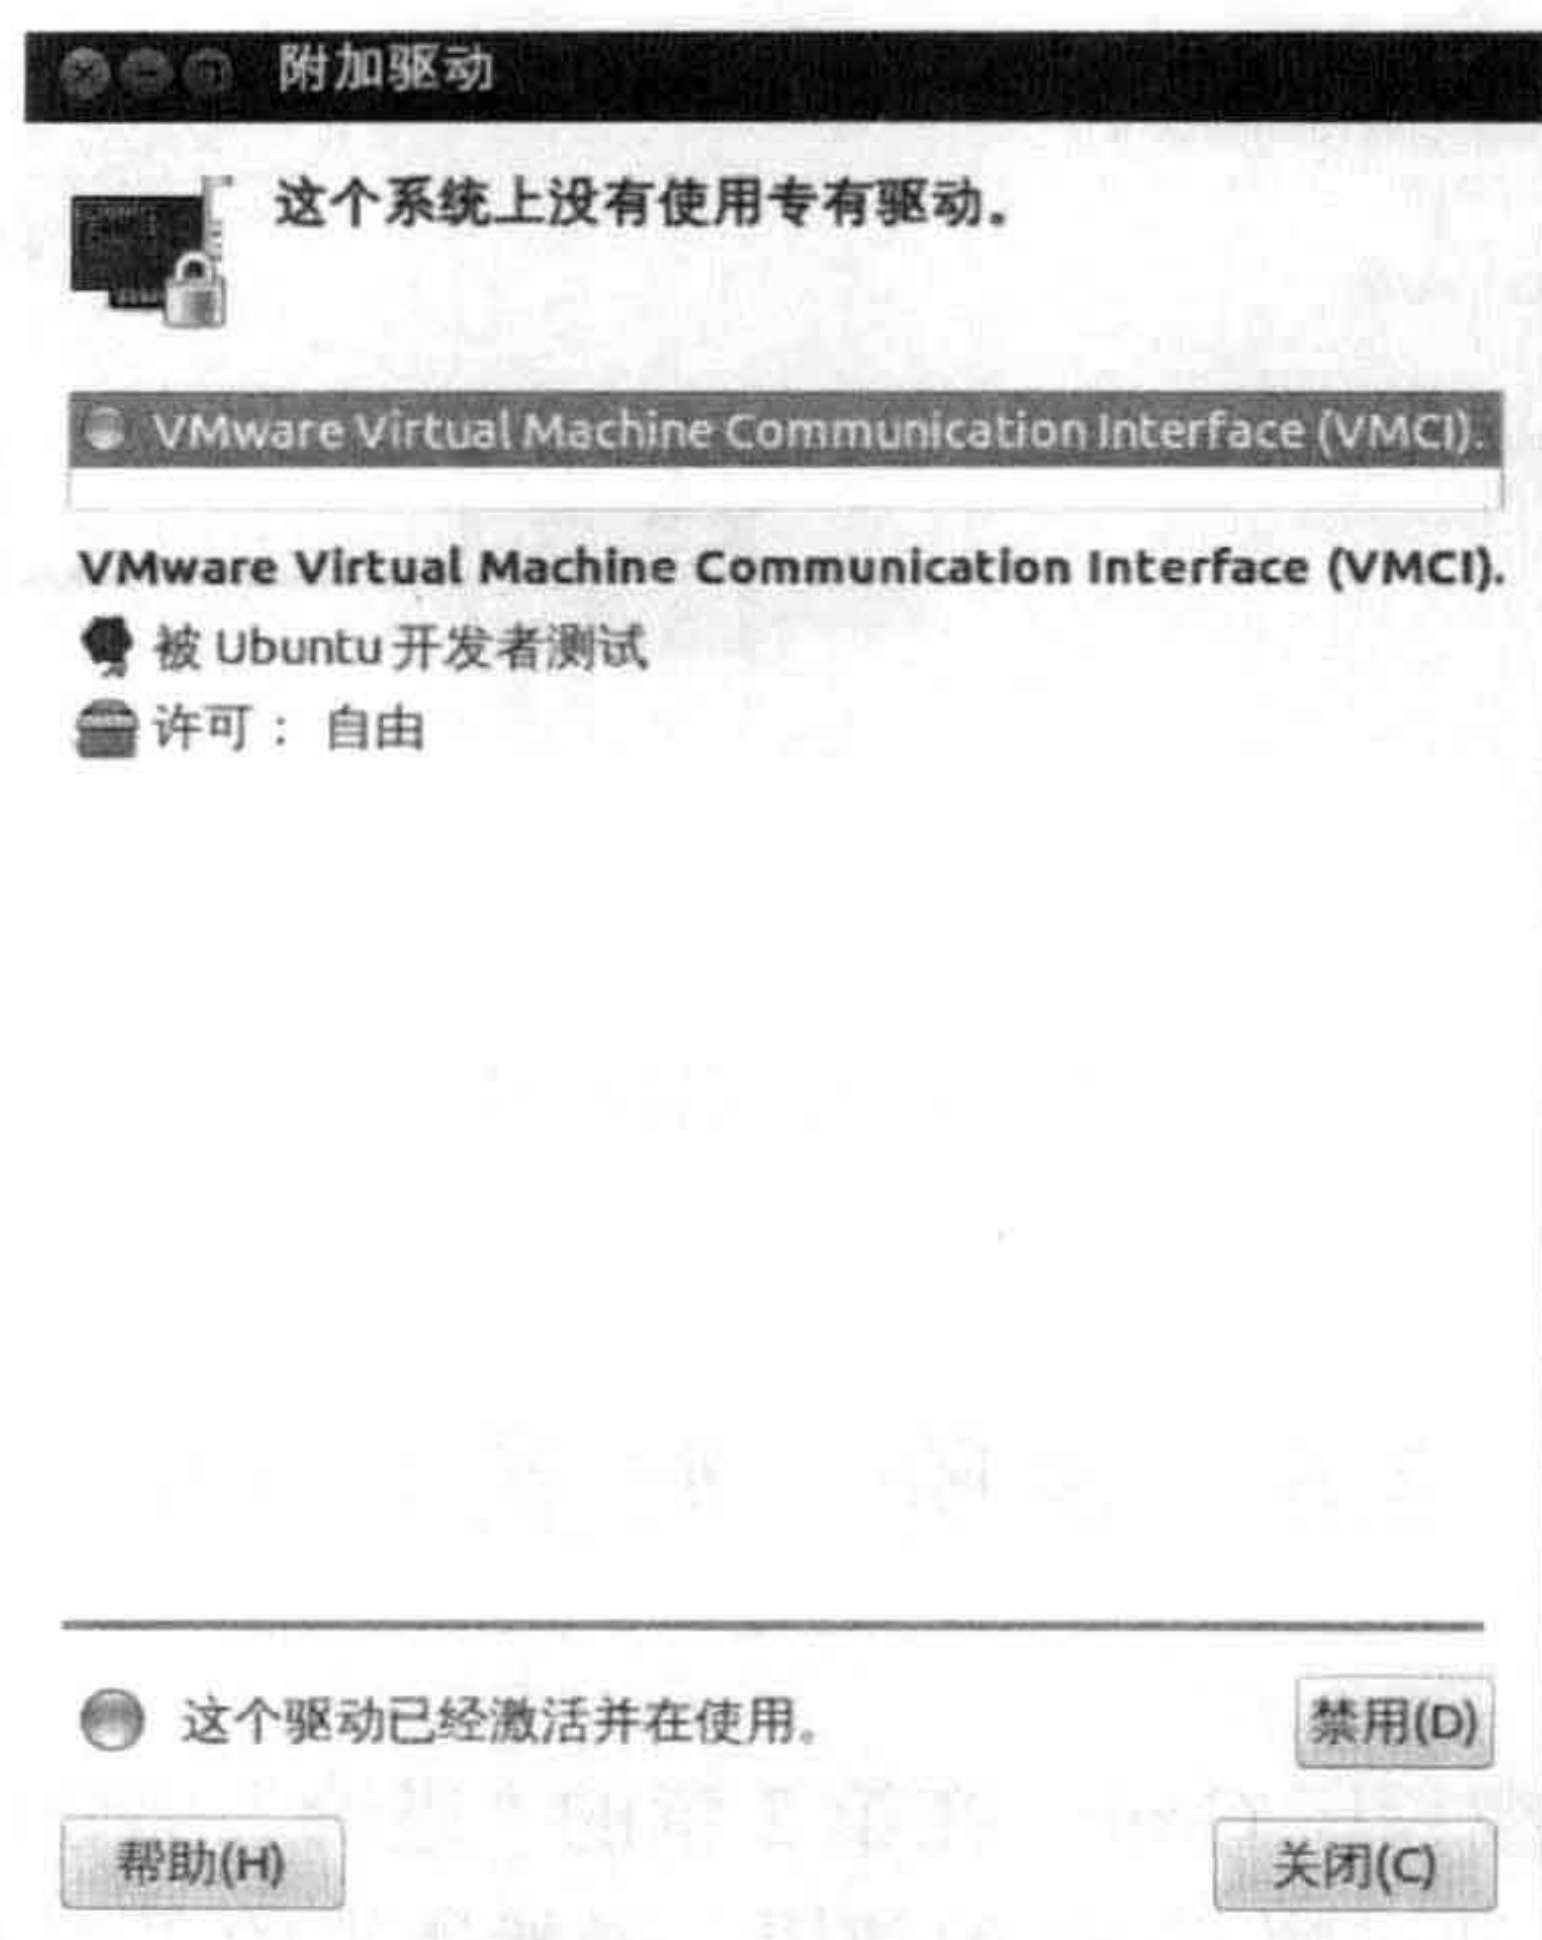 附加驱动
这个系统上没有使用专有驱动。
VMware Virtual Machine Communication Interface (VMCI).
VMware Virtual Machine Communication Interface (VMCI).
被 Ubuntu 开发者测试
许可： 自由
这个驱动已经激活并在使用。
禁用(D)
帮助(H)
关闭(C)